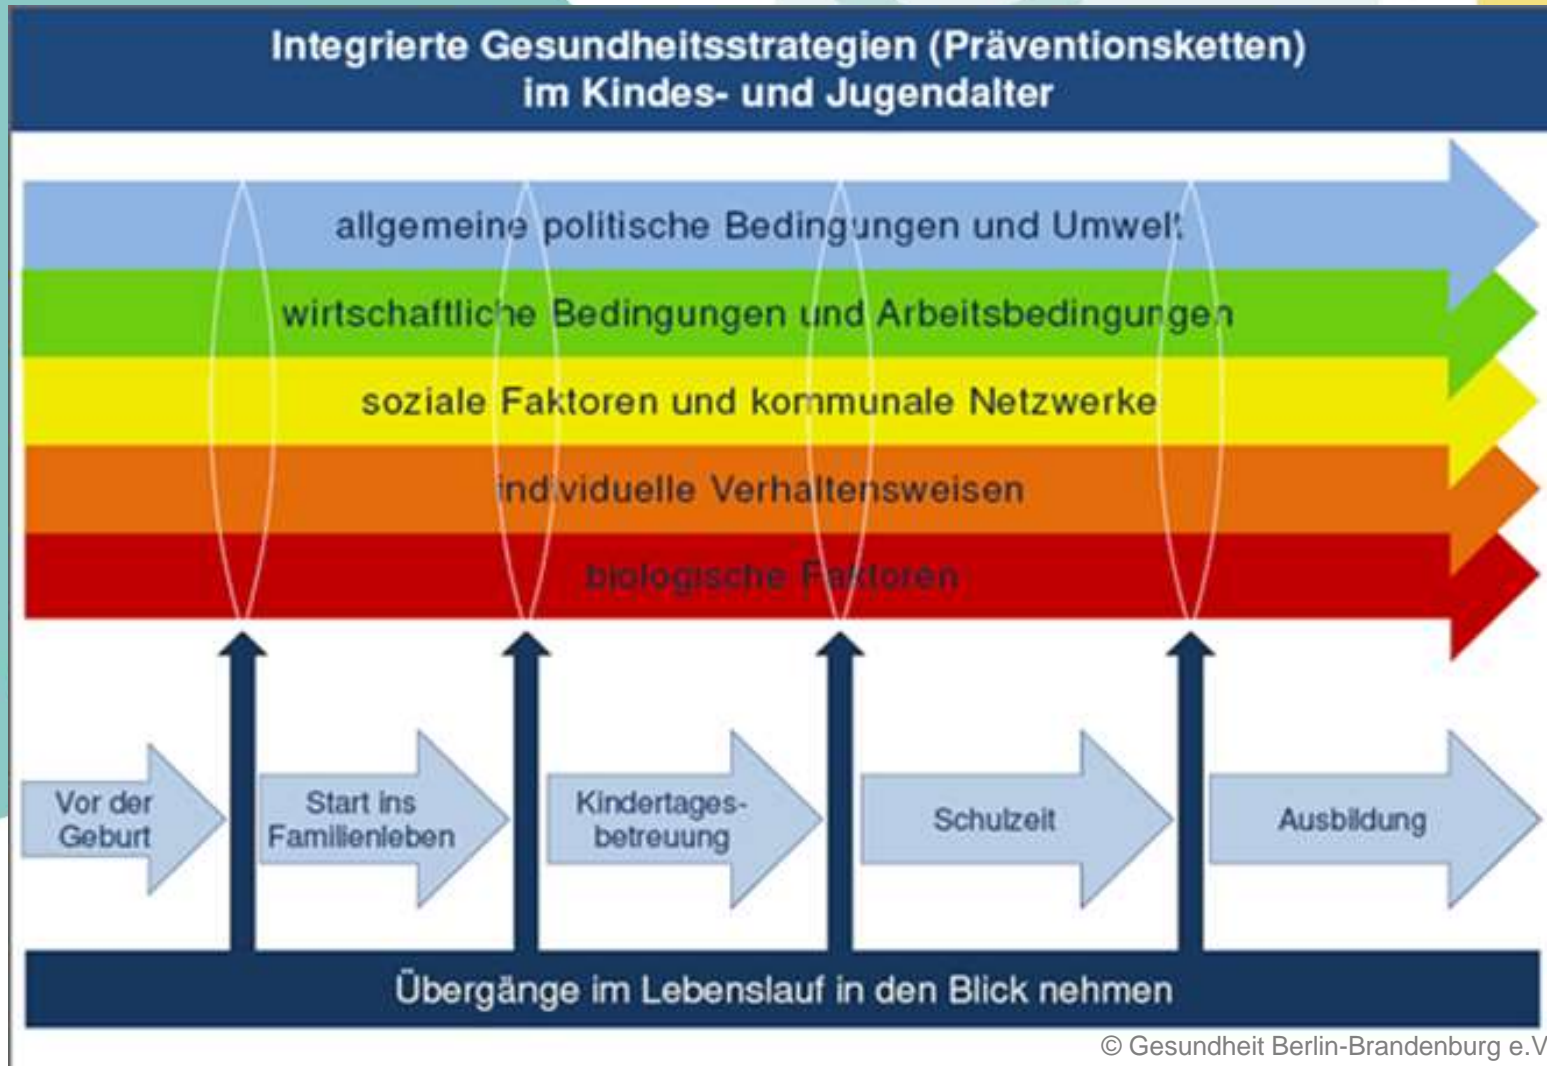 Integrierte Gesundheitsstrategien (Präventionsketten)
im Kindes- und Jugendalter
allgemeine politische Bedingungen und Umwelt
wirtschaftliche Bedingungen und Arbeitsbedingungen
soziale Faktoren und kommunale Netzwerke
individuelle Verhaltensweisen
biologische Faktoren
Vor der
Geburt
Start ins
Familienleben
Kindertages-
betreuung
Schulzeit
Ausbildung
Übergänge im Lebenslauf in den Blick nehmen
© Gesundheit Berlin-Brandenburg e.V